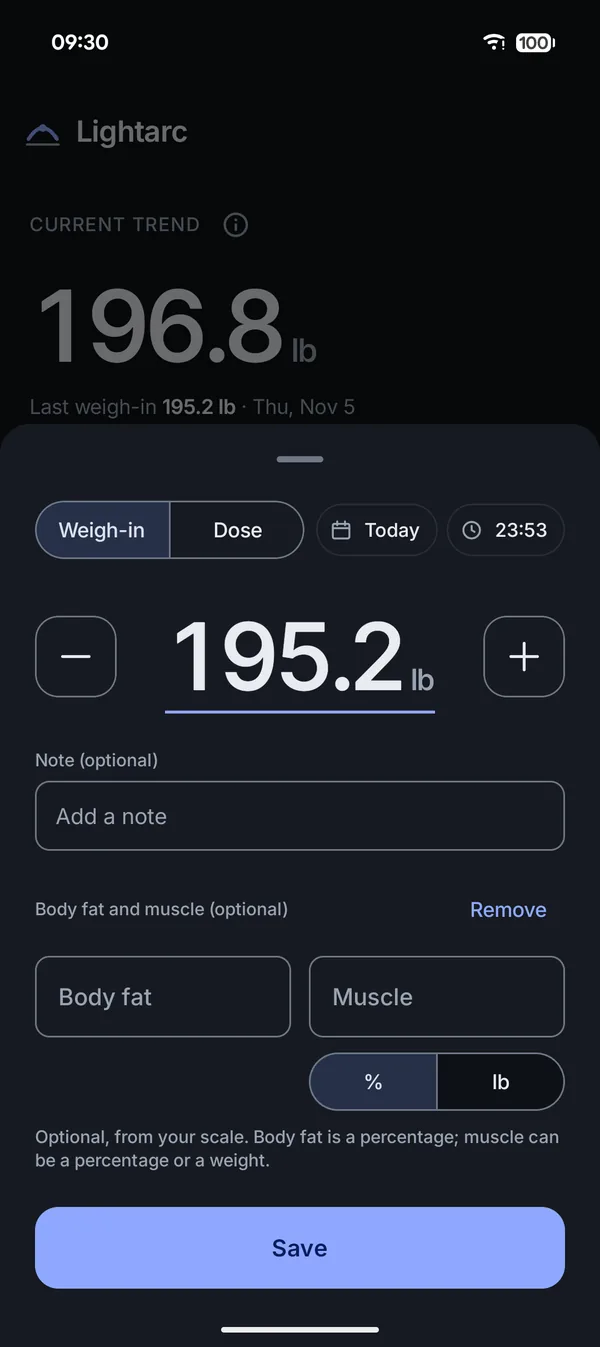 09:30
100
Lightarc
CURRENT TREND
196.8 lb
Last weigh-in 195.2 lb · Thu, Nov 5
Weigh-in Dose Today 23:53
195.2 lb
Note (optional)
Add a note
Body fat and muscle (optional) Remove
Body fat Muscle
% lb
Optional, from your scale. Body fat is a percentage; muscle can
be a percentage or a weight.
Save